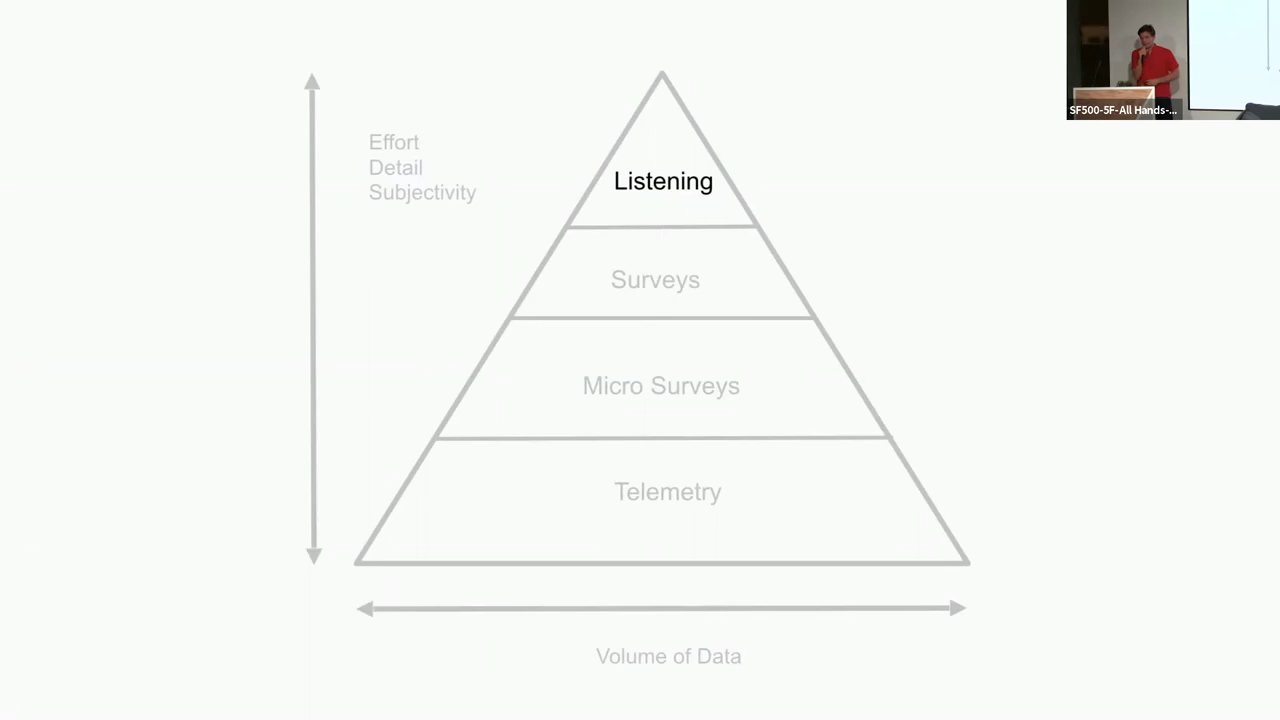 Effort
Detail
Subjectivity
Listening
Surveys
Micro Surveys
Telemetry
Volume of Data
SF500-5F-All Hands-...